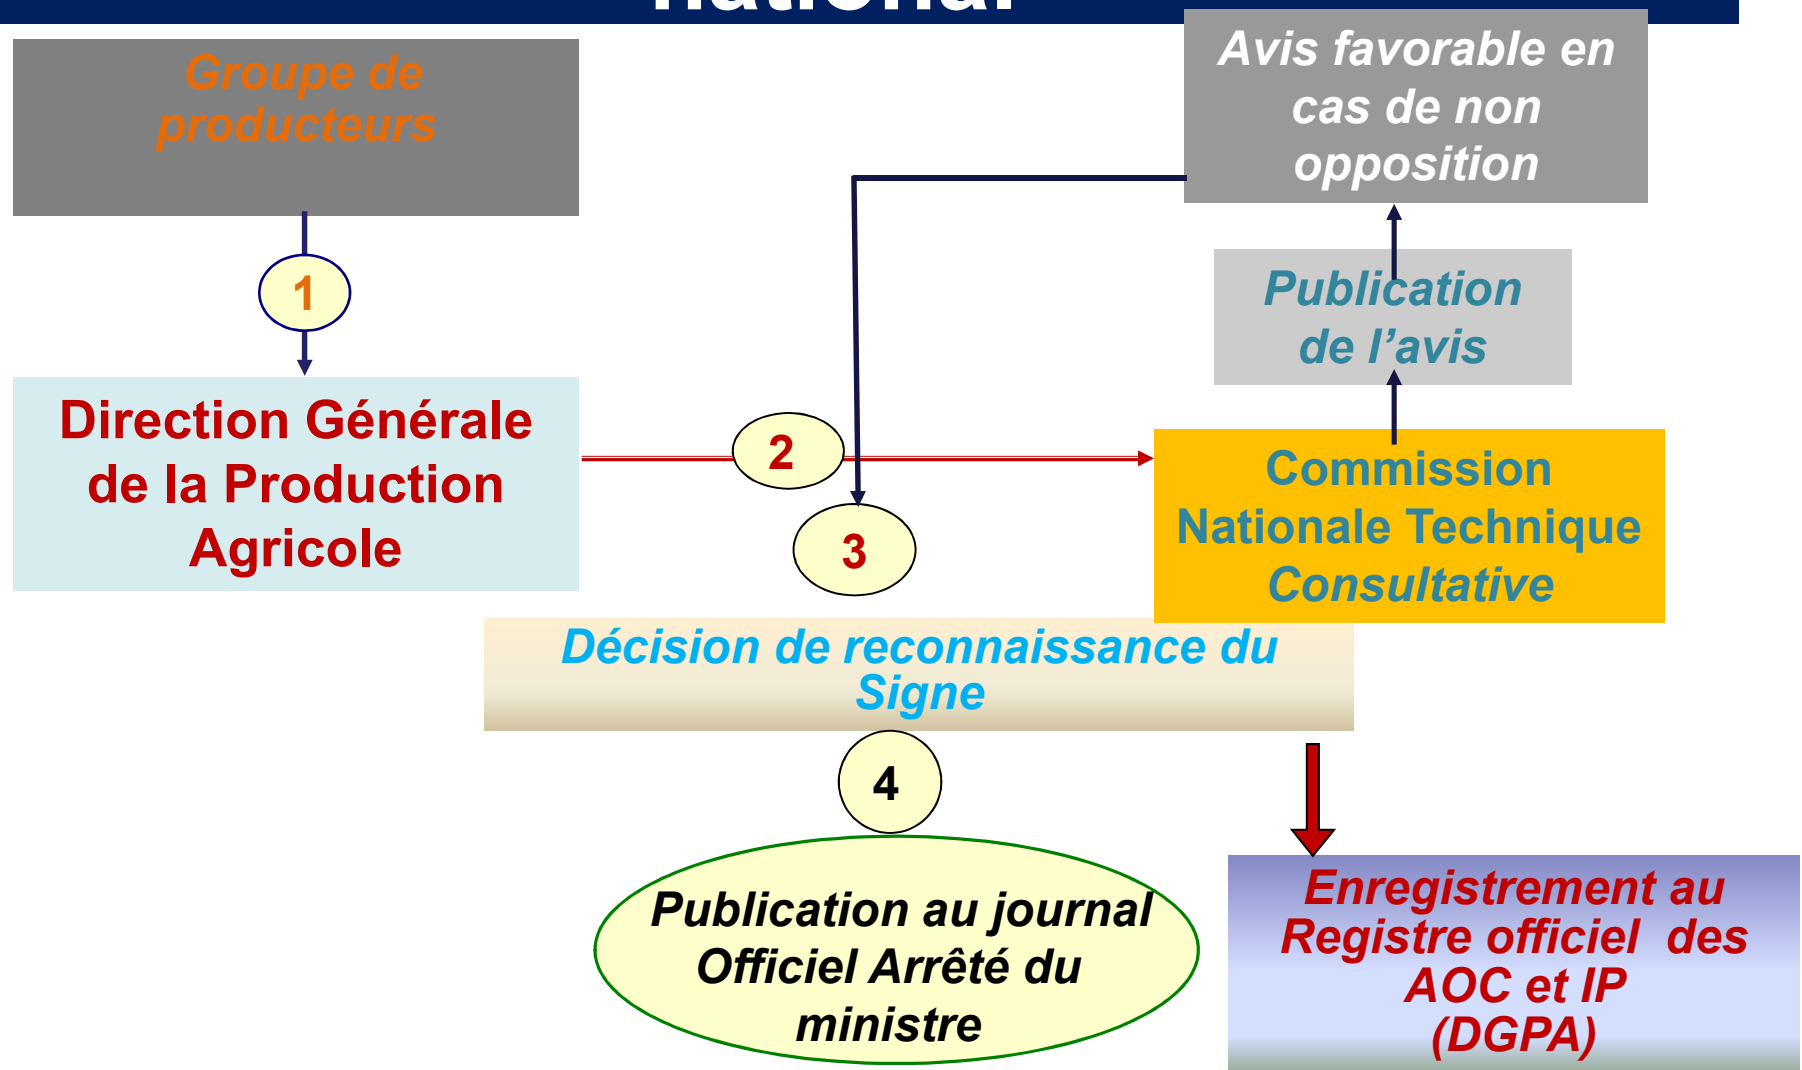 national
Groupe de
producteurs
Avis favorable en
cas de non
opposition
1
Publication
de l’avis
Direction Générale
de la Production
Agricole
2
Commission
Nationale Technique
Consultative
3
Décision de reconnaissance du
Signe
4
Publication au journal
Officiel Arrêté du
ministre
Enregistrement au
Registre officiel  des
AOC et IP
(DGPA)